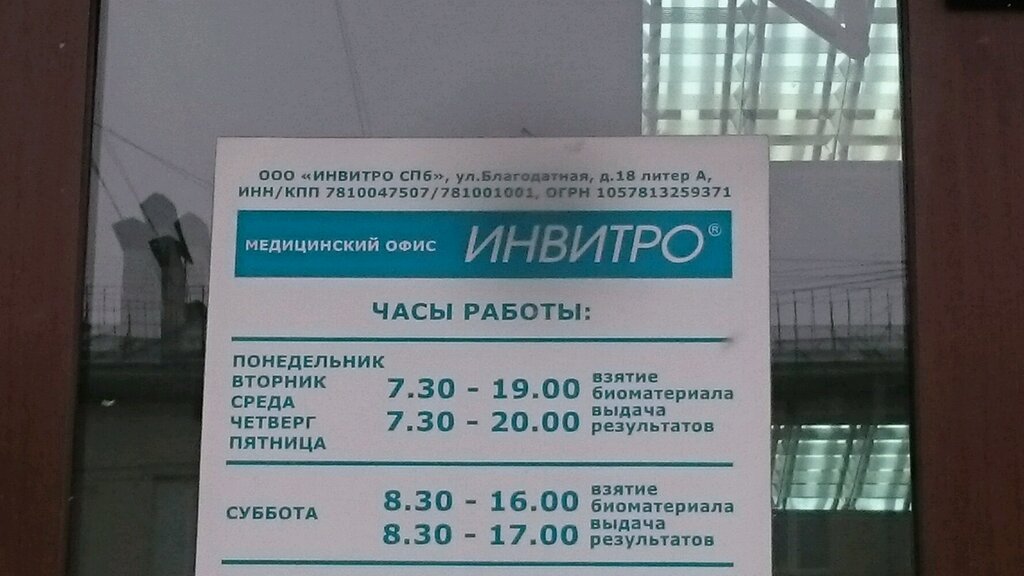 ООО «ИНВИТРО СПб», ул.Благодатная, д.18 литер А,
ИНН/КПП 7810047507/781001001, ОГРН 1057813259371
МЕДИЦИНСКИЙ ОФИС ИНВИТРО®
ЧАСЫ РАБОТЫ:
ПОНЕДЕЛЬНИК
ВТОРНИК
СРЕДА
ЧЕТВЕРГ
ПЯТНИЦА
7.30 - 19.00 взятие биоматериала
7.30 - 20.00 выдача результатов
СУББОТА
8.30 - 16.00 взятие биоматериала
8.30 - 17.00 выдача результатов